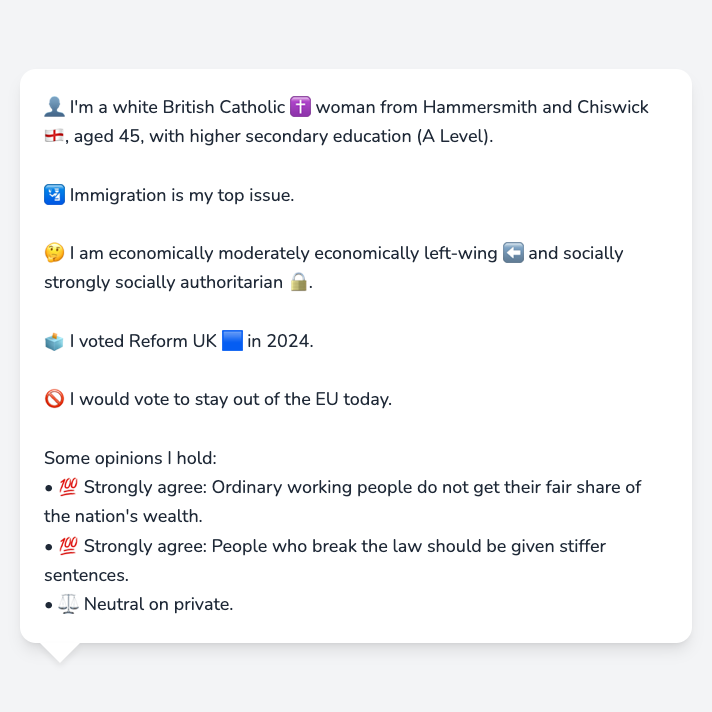 👤 I'm a white British Catholic ✝️ woman from Hammersmith and Chiswick
🏴󠁧󠁢󠁥󠁮󠁧󠁿, aged 45, with higher secondary education (A Level).
🛂 Immigration is my top issue.
🤔 I am economically moderately economically left-wing ⬅️ and socially
strongly socially authoritarian 🔒.
🗳️ I voted Reform UK 🟦 in 2024.
🚫 I would vote to stay out of the EU today.
Some opinions I hold:
• 💯 Strongly agree: Ordinary working people do not get their fair share of
the nation's wealth.
• 💯 Strongly agree: People who break the law should be given stiffer
sentences.
• ⚖️ Neutral on private.